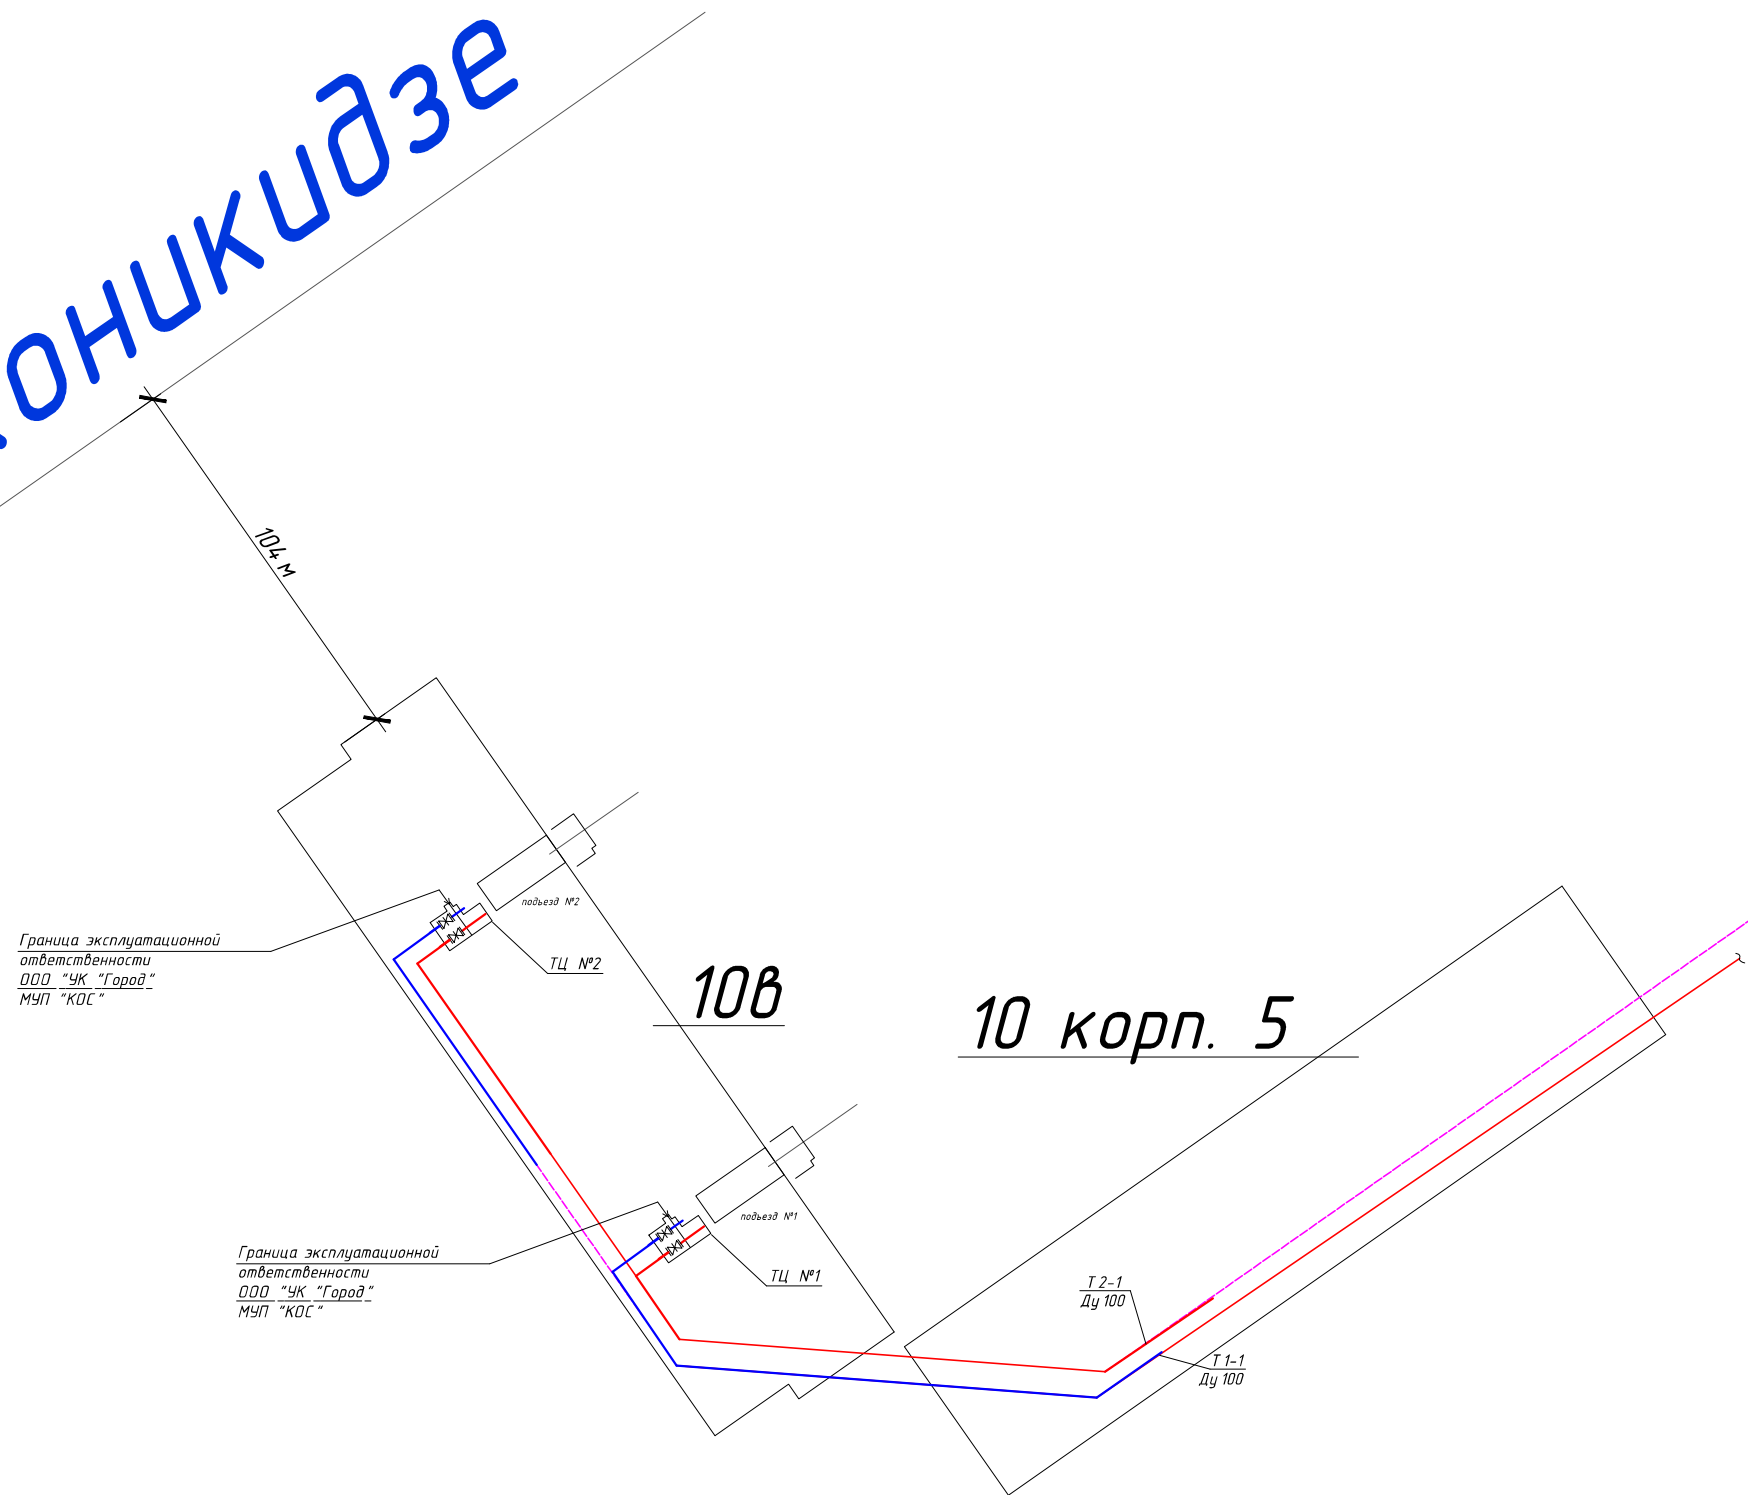 оникидзе
104 м
подъезд №2
Граница эксплуатационной
ответственности
ООО "УК "Город"
МУП "КОС"
ТЦ №2
10в
10 корп. 5
подъезд №1
Граница эксплуатационной
ответственности
ООО "УК "Город"
МУП "КОС"
ТЦ №1
Т 2-1
Ду 100
Т 1-1
Ду 100